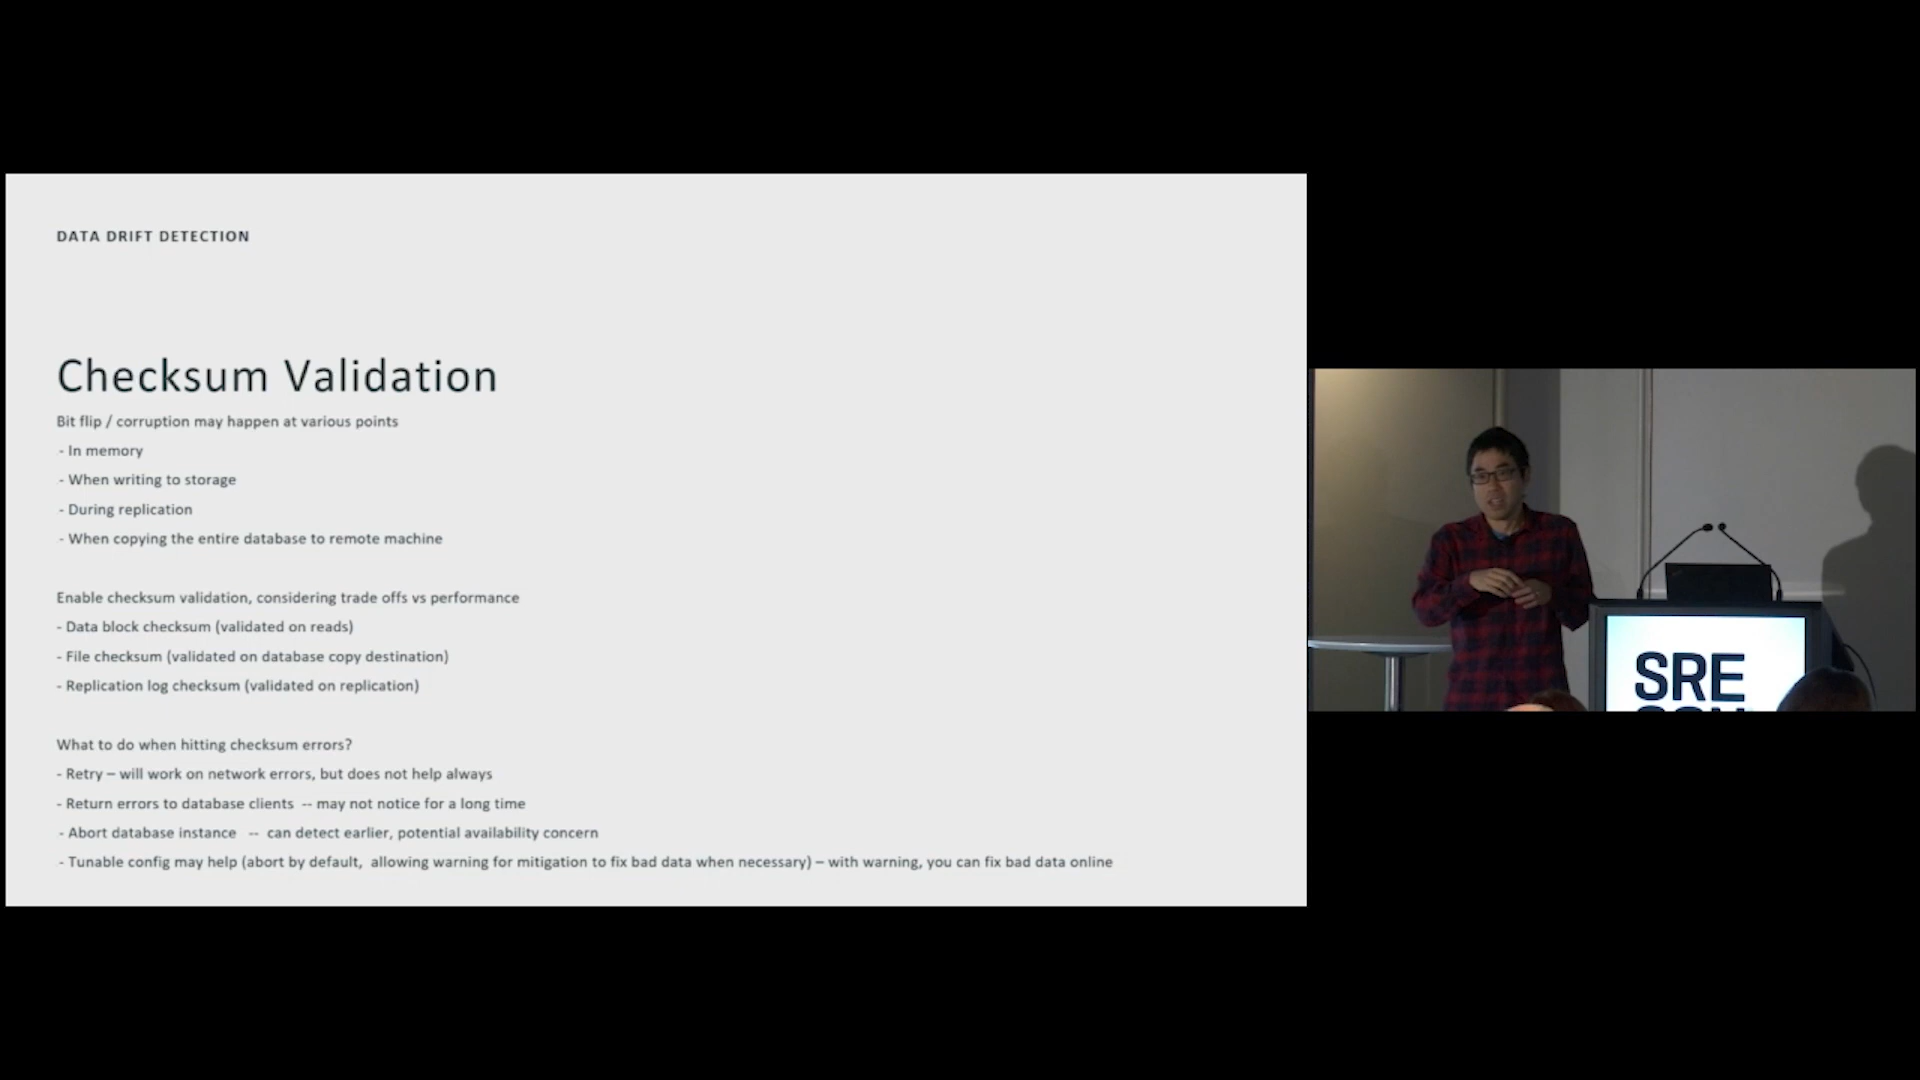 DATA DRIFT DETECTION
Checksum Validation
Bit flip / corruption may happen at various points
- In memory
- When writing to storage
- During replication
- When copying the entire database to remote machine
Enable checksum validation, considering trade offs vs performance
- Data block checksum (validated on reads)
- File checksum (validated on database copy destination)
- Replication log checksum (validated on replication)
What to do when hitting checksum errors?
- Retry – will work on network errors, but does not help always
- Return errors to database clients -- may not notice for a long time
- Abort database instance -- can detect earlier, potential availability concern
- Tunable config may help (abort by default, allowing warning for mitigation to fix bad data when necessary) – with warning, you can fix bad data online
SRE